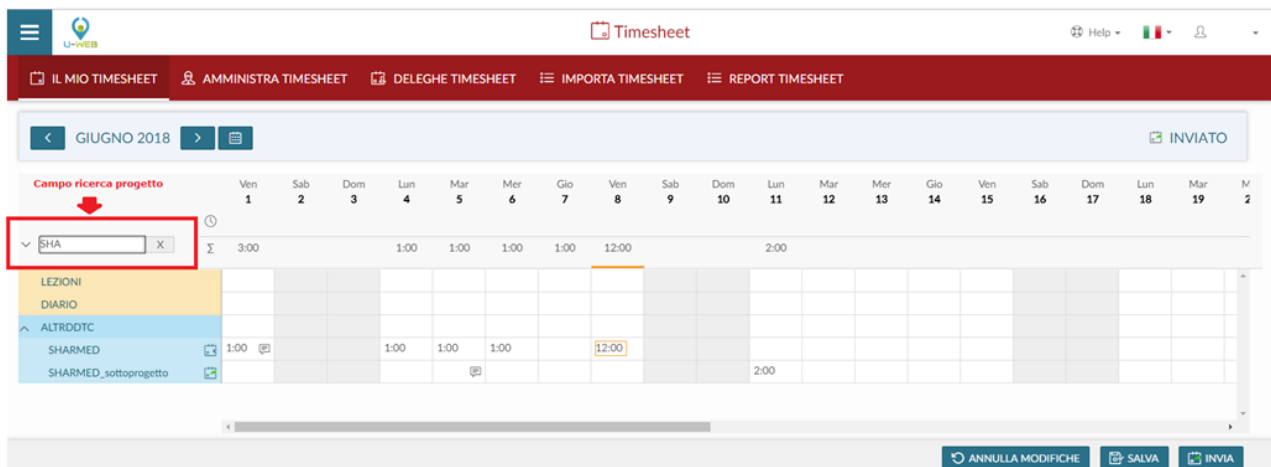 U-WEB
Timesheet
Help
IL MIO TIMESHEET AMMINISTRA TIMESHEET DELEGHE TIMESHEET IMPORTA TIMESHEET REPORT TIMESHEET
GIUGNO 2018 INVIATO
Campo ricerca progetto
Ven Sab Dom Lun Mar Mer Gio Ven Sab Dom Lun Mar Mer Gio Ven Sab Dom Lun Mar
1 2 3 4 5 6 7 8 9 10 11 12 13 14 15 16 17 18 19 2
SHA X Σ 3:00 1:00 1:00 1:00 1:00 12:00 2:00
LEZIONI
DIARIO
ALTRDDTC
SHARMED 1:00 1:00 1:00 1:00 12:00
SHARMED_sottoprogetto 2:00
ANNULLA MODIFICHE SALVA INVIA